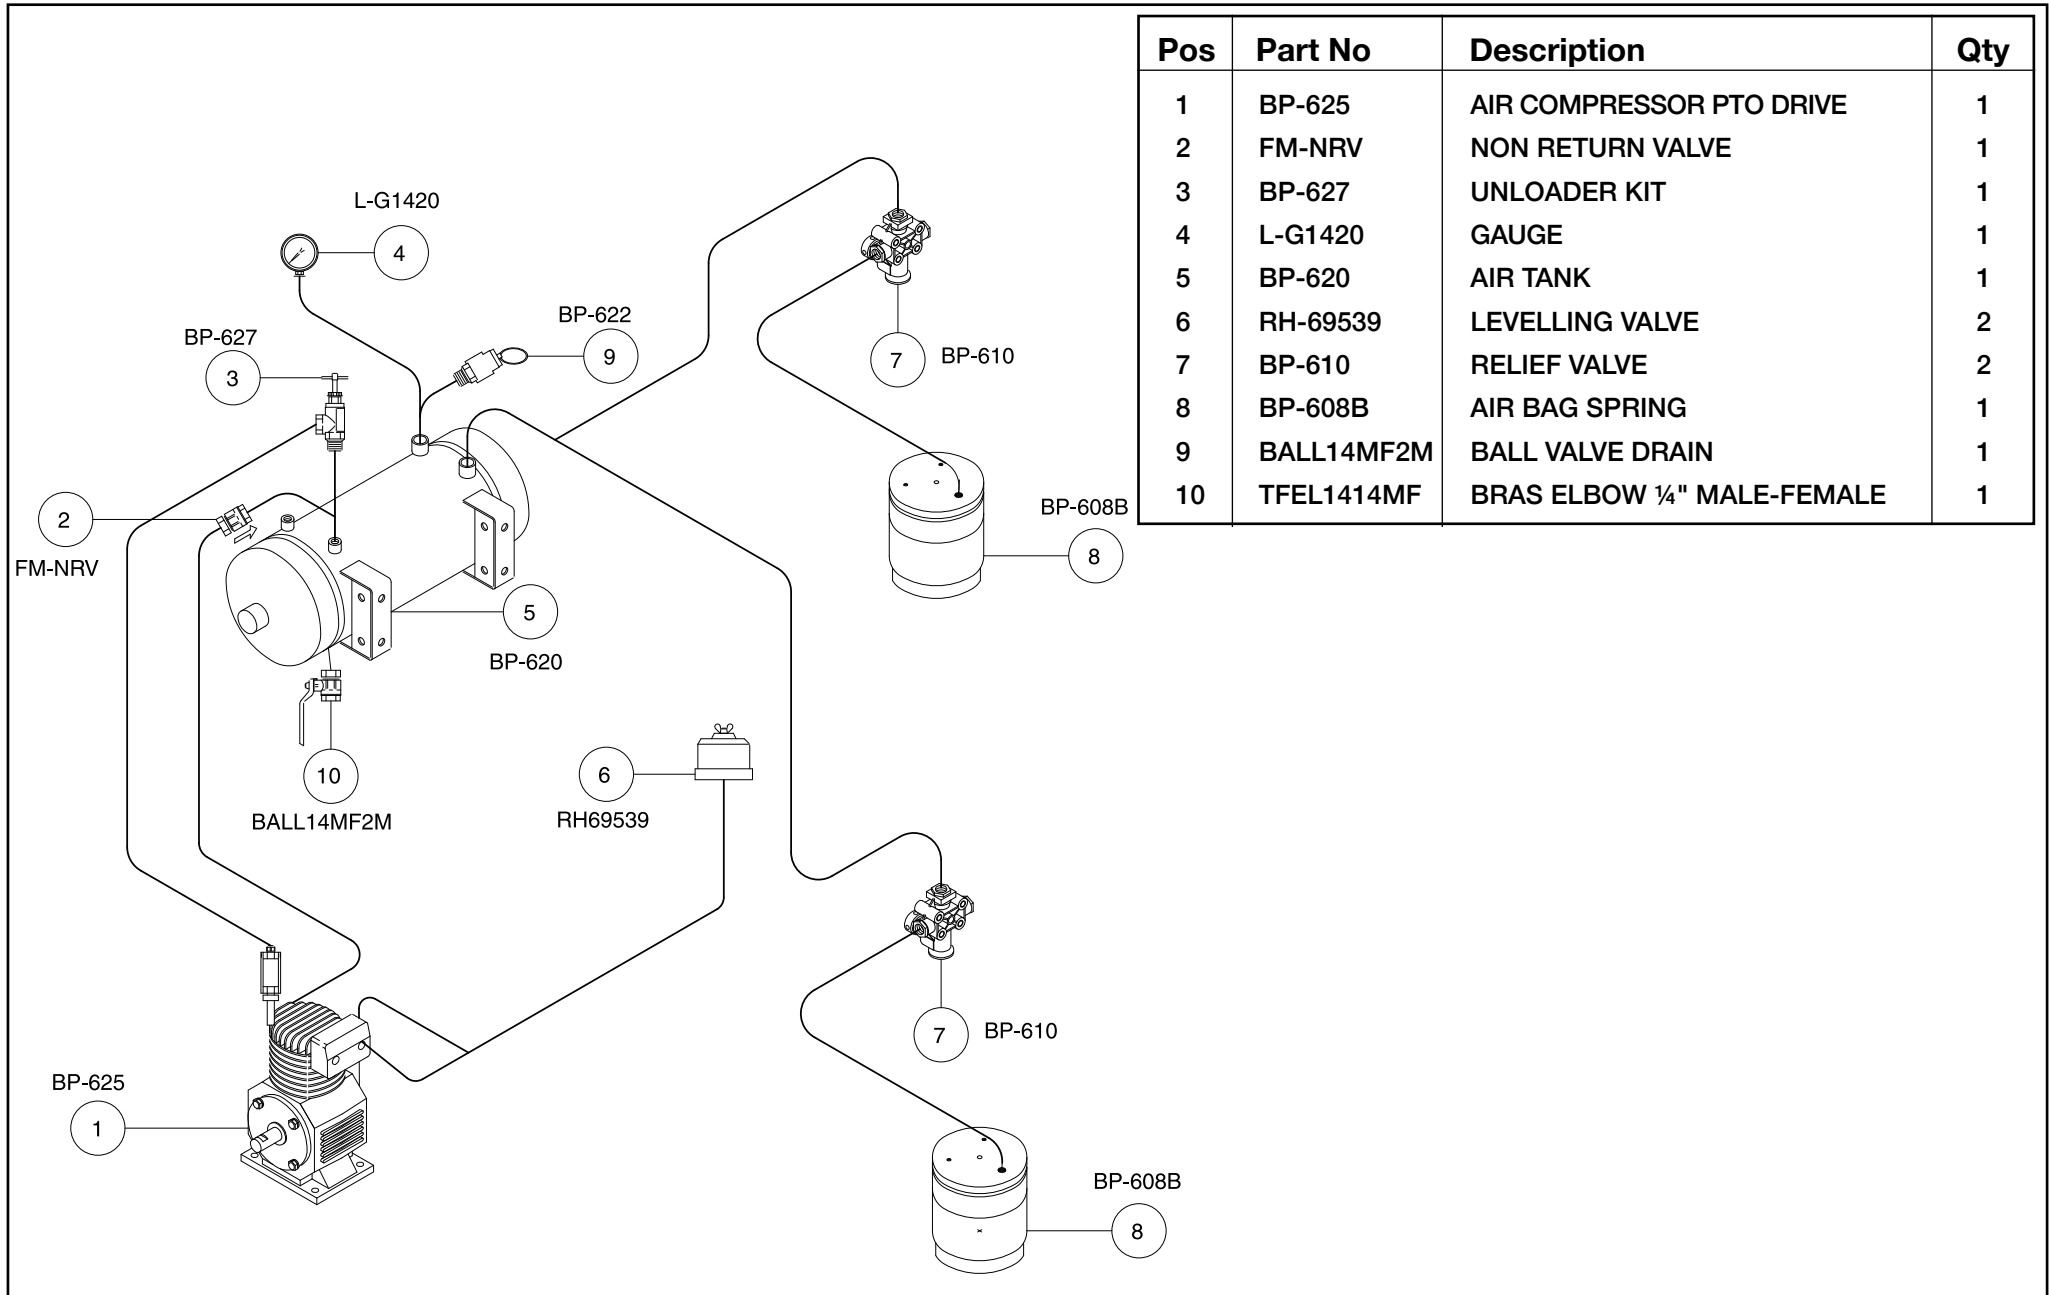 Pos Part No Description Qty
1 BP-625 AIR COMPRESSOR PTO DRIVE 1
2 FM-NRV NON RETURN VALVE 1
3 BP-627 UNLOADER KIT 1
4 L-G1420 GAUGE 1
5 BP-620 AIR TANK 1
6 RH-69539 LEVELLING VALVE 2
7 BP-610 RELIEF VALVE 2
8 BP-608B AIR BAG SPRING 1
9 BALL14MF2M BALL VALVE DRAIN 1
10 TFEL1414MF BRAS ELBOW ¼" MALE-FEMALE 1
L-G1420
4
BP-622
9
BP-627
3
7 BP-610
2
FM-NRV
BP-608B
8
5
BP-620
10
BALL14MF2M
6
RH69539
7 BP-610
BP-625
1
BP-608B
8